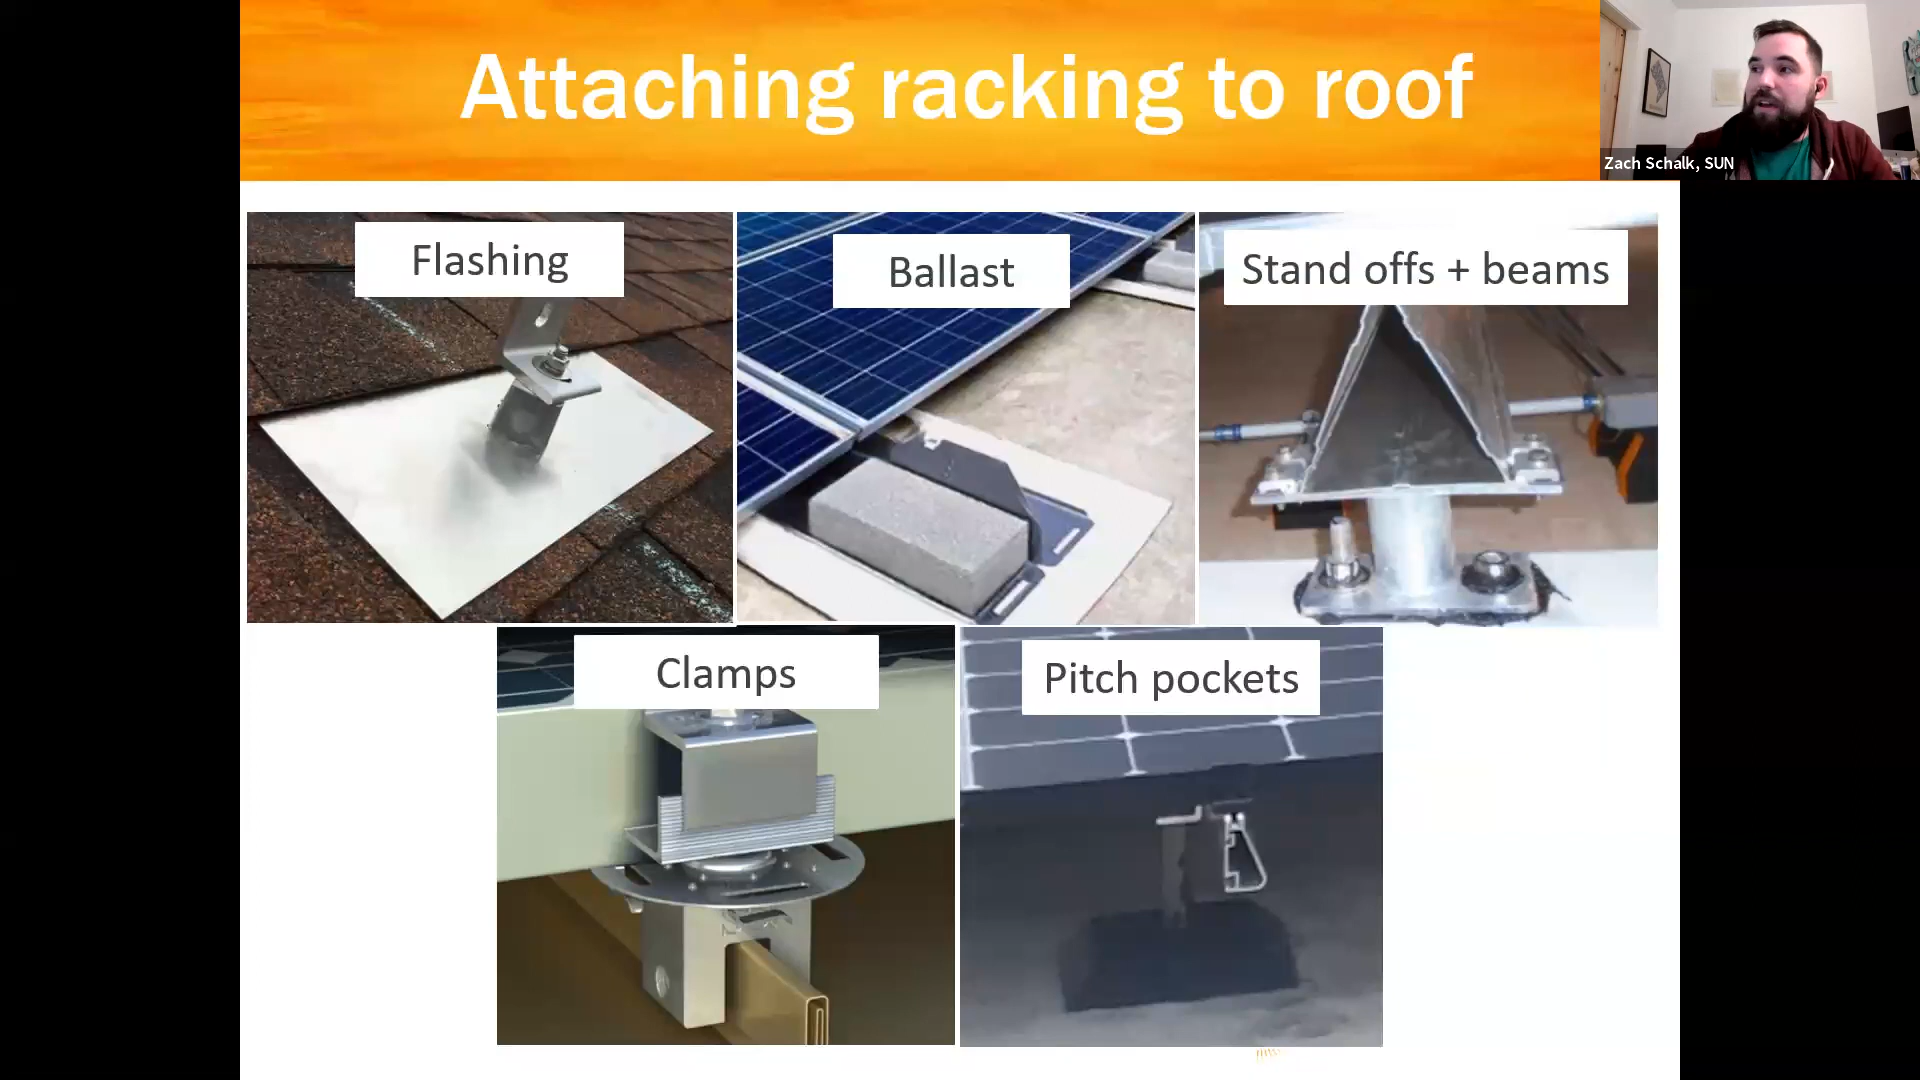 Attaching racking to roof
Zach Schalk, SUN
Flashing
Ballast
Stand offs + beams
Clamps
Pitch pockets